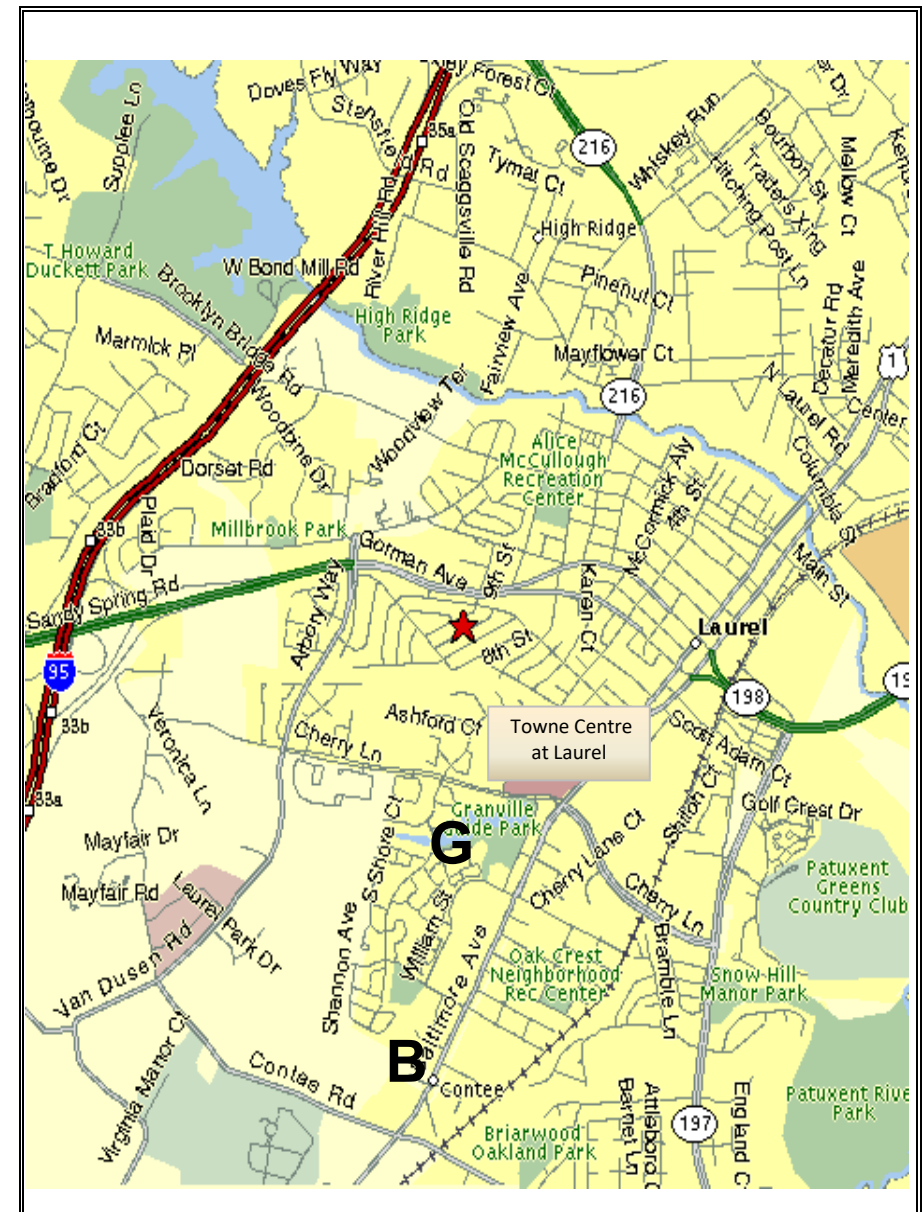 Doves Fly Way
Forest Ct
Supplee Ln
Stansfie
Rd
35a
Old Scaggsville Rd
Tymat Ct
216
Whiskey Run
Bourbon St
Traders Xing
Hitching Post Ln
Mellow Ct
High Ridge
T Howard
Duckett Park
W Bond Mill Rd
River Hill Rd
Pinenut Ct
Brooklyn Bridge Rd
High Ridge
Park
Fairview Ave
Mayflower Ct
Decatur Rd
Meredith Ave
1
Marmick Pl
216
N Laurel Rd
Center
Woodview Ter
Woodbine Dr
Bradford Ct
Dorset Rd
Alice
McCullough
Recreation
Center
McCormick Aly
4th St
Columbia St
33b
Plaid Dr
Millbrook Park
Gorman Ave
9th St
Karen Ct
Main St
Sandy Spring Rd
Albory Way
8th St
Laurel
95
198
19
33b
Veronica Ln
Ashford Ct
Towne Centre
at Laurel
Scott Adam Ct
Cherry Ln
33a
Granville
Gude Park
G
Cherry Lane Ct
Golf Crest Dr
Mayfair Dr
S Shore Ct
Patuxent
Greens
Country Club
Mayfair Rd
Laurel Park Dr
William St
Cherry Ln
Van Dusen Rd
Shannon Ave
Baltimore Ave
Oak Crest
Neighborhood
Rec Center
Bramble Ln
Snow Hill
Manor Park
B
Contee
Contee Rd
Virginia Manor Ct
Patuxent Rive
Park
197
Briarwood
Oakland Park
Barnet Ln
Attleboro
England C